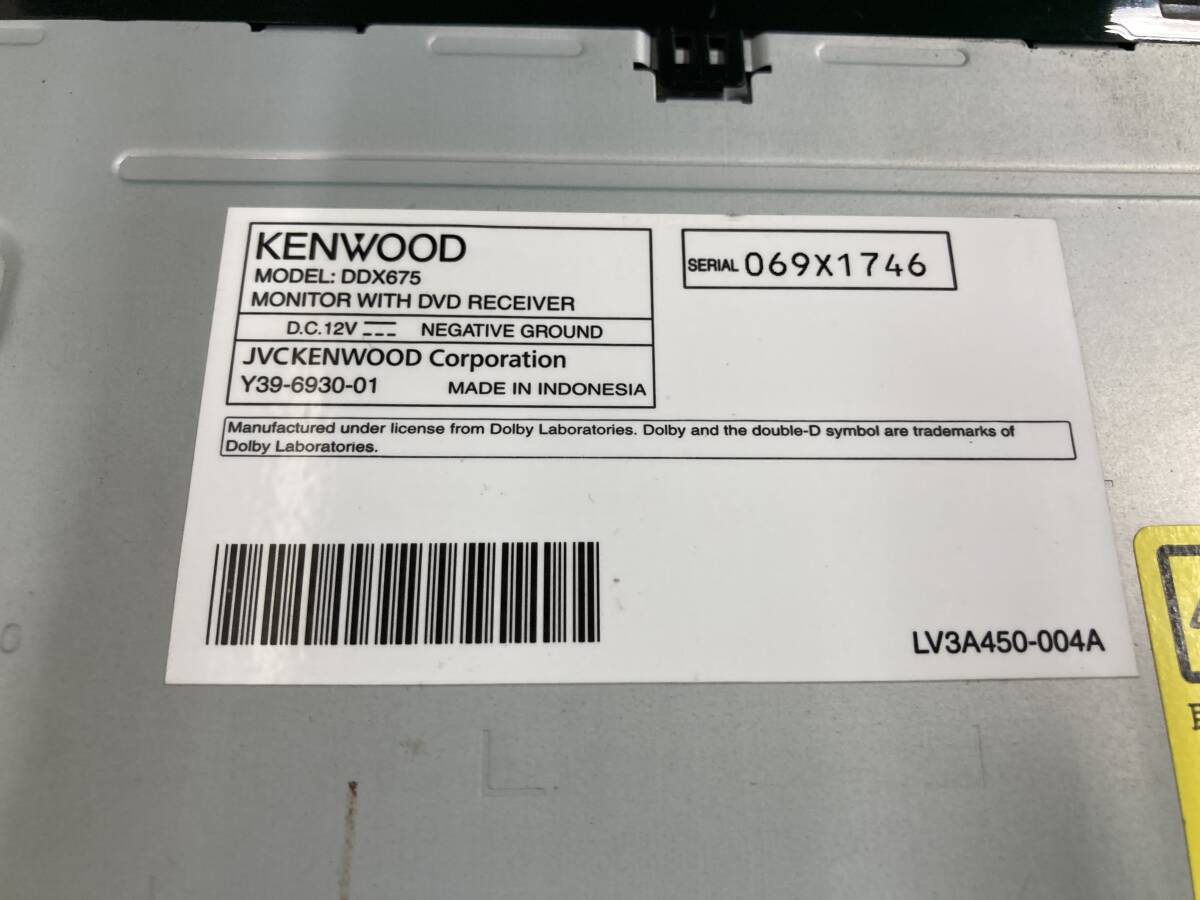 KENWOOD
MODEL: DDX675
MONITOR WITH DVD RECEIVER
D.C.12V NEGATIVE GROUND
JVCKENWOOD Corporation
Y39-6930-01 MADE IN INDONESIA
SERIAL 069X1746
Manufactured under license from Dolby Laboratories. Dolby and the double-D symbol are trademarks of
Dolby Laboratories.
LV3A450-004A